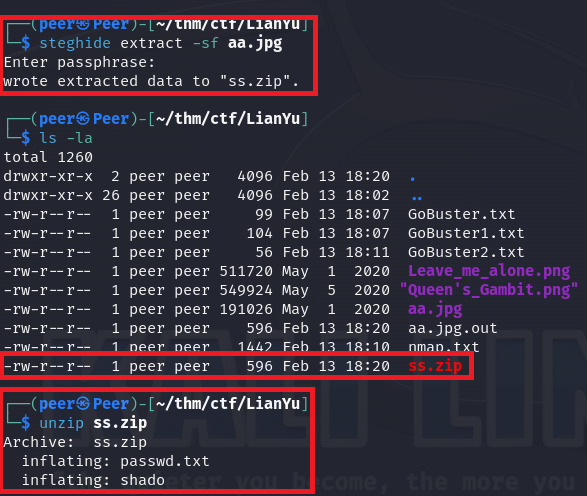 ┌──(peer㉿Peer)-[~/thm/ctf/LianYu]
└─$ steghide extract -sf aa.jpg
Enter passphrase:
wrote extracted data to "ss.zip".
┌──(peer㉿Peer)-[~/thm/ctf/LianYu]
└─$ ls -la
total 1260
drwxr-xr-x  2 peer peer   4096 Feb 13 18:20 .
drwxr-xr-x 26 peer peer   4096 Feb 13 18:02 ..
-rw-r--r--  1 peer peer     99 Feb 13 18:07 GoBuster.txt
-rw-r--r--  1 peer peer    104 Feb 13 18:07 GoBuster1.txt
-rw-r--r--  1 peer peer     56 Feb 13 18:11 GoBuster2.txt
-rw-r--r--  1 peer peer 511720 May  1  2020 Leave_me_alone.png
-rw-r--r--  1 peer peer 549924 May  5  2020 "Queen's_Gambit.png"
-rw-r--r--  1 peer peer 191026 May  1  2020 aa.jpg
-rw-r--r--  1 peer peer    596 Feb 13 18:20 aa.jpg.out
-rw-r--r--  1 peer peer   1442 Feb 13 18:10 nmap.txt
-rw-r--r--  1 peer peer    596 Feb 13 18:20 ss.zip
┌──(peer㉿Peer)-[~/thm/ctf/LianYu]
└─$ unzip ss.zip
Archive:  ss.zip
  inflating: passwd.txt
  inflating: shado
you become, the more you